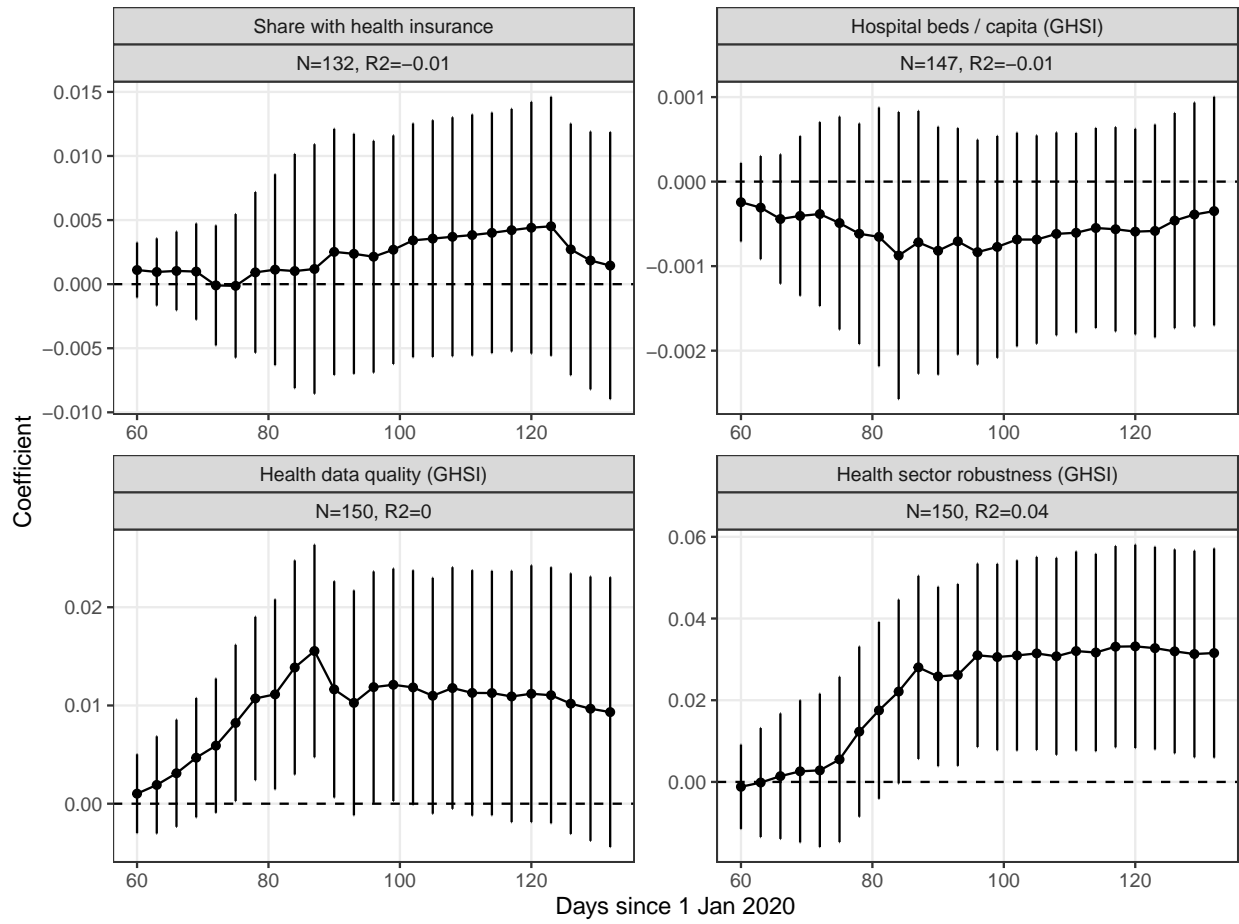 Share with health insurance
N=132, R2=−0.01
0.015
0.010
0.005
0.000
−0.005
−0.010
60 80 100 120
Hospital beds / capita (GHSI)
N=147, R2=−0.01
0.001
0.000
−0.001
−0.002
60 80 100 120
Coefficient
Health data quality (GHSI)
N=150, R2=0
0.02
0.01
0.00
60 80 100 120
Health sector robustness (GHSI)
N=150, R2=0.04
0.06
0.04
0.02
0.00
60 80 100 120
Days since 1 Jan 2020